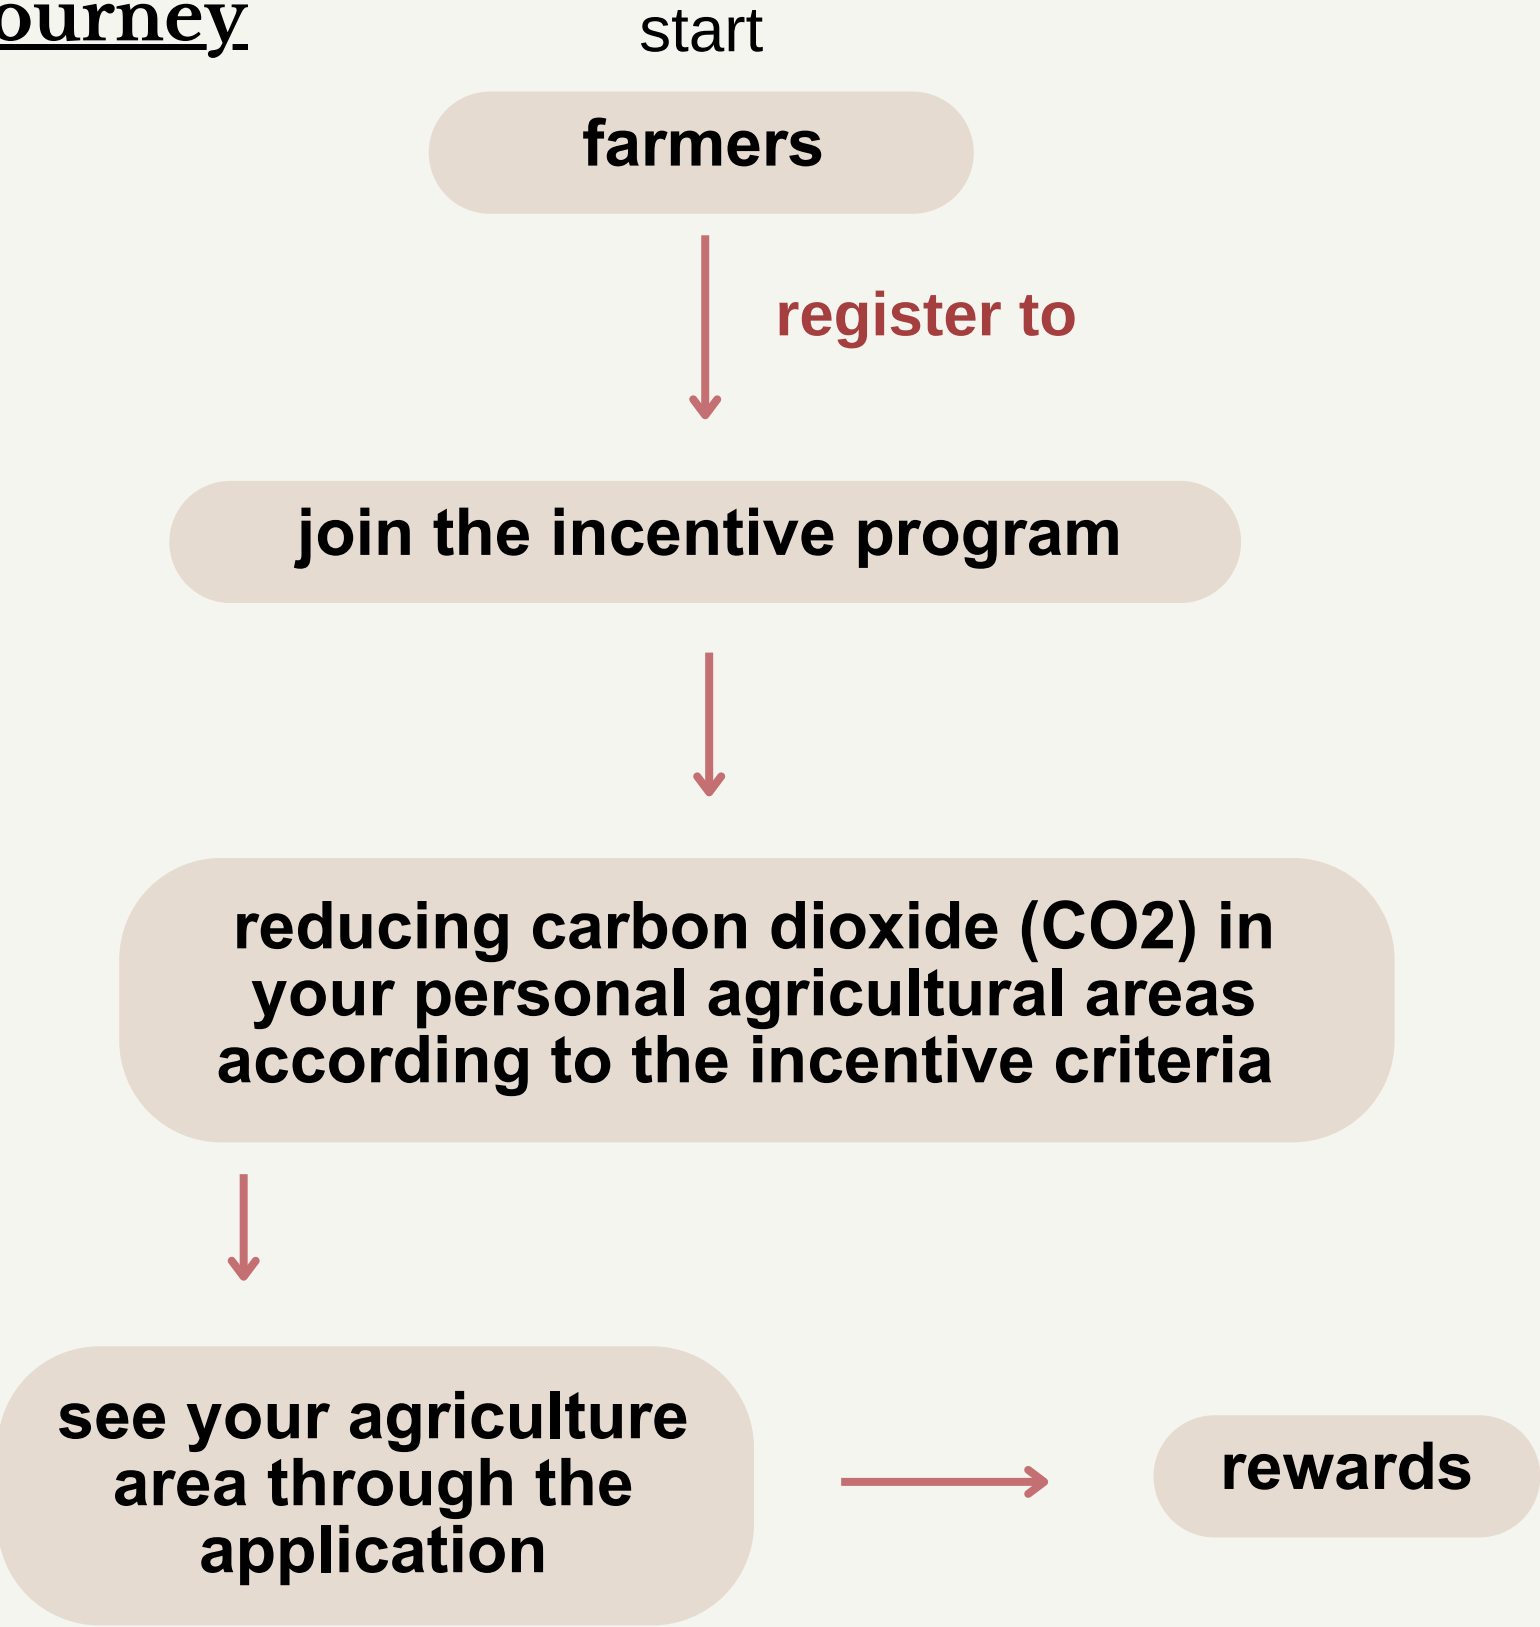 ourney
start
farmers
register to
join the incentive program
reducing carbon dioxide (CO2) in
your personal agricultural areas
according to the incentive criteria
see your agriculture
area through the
application
rewards